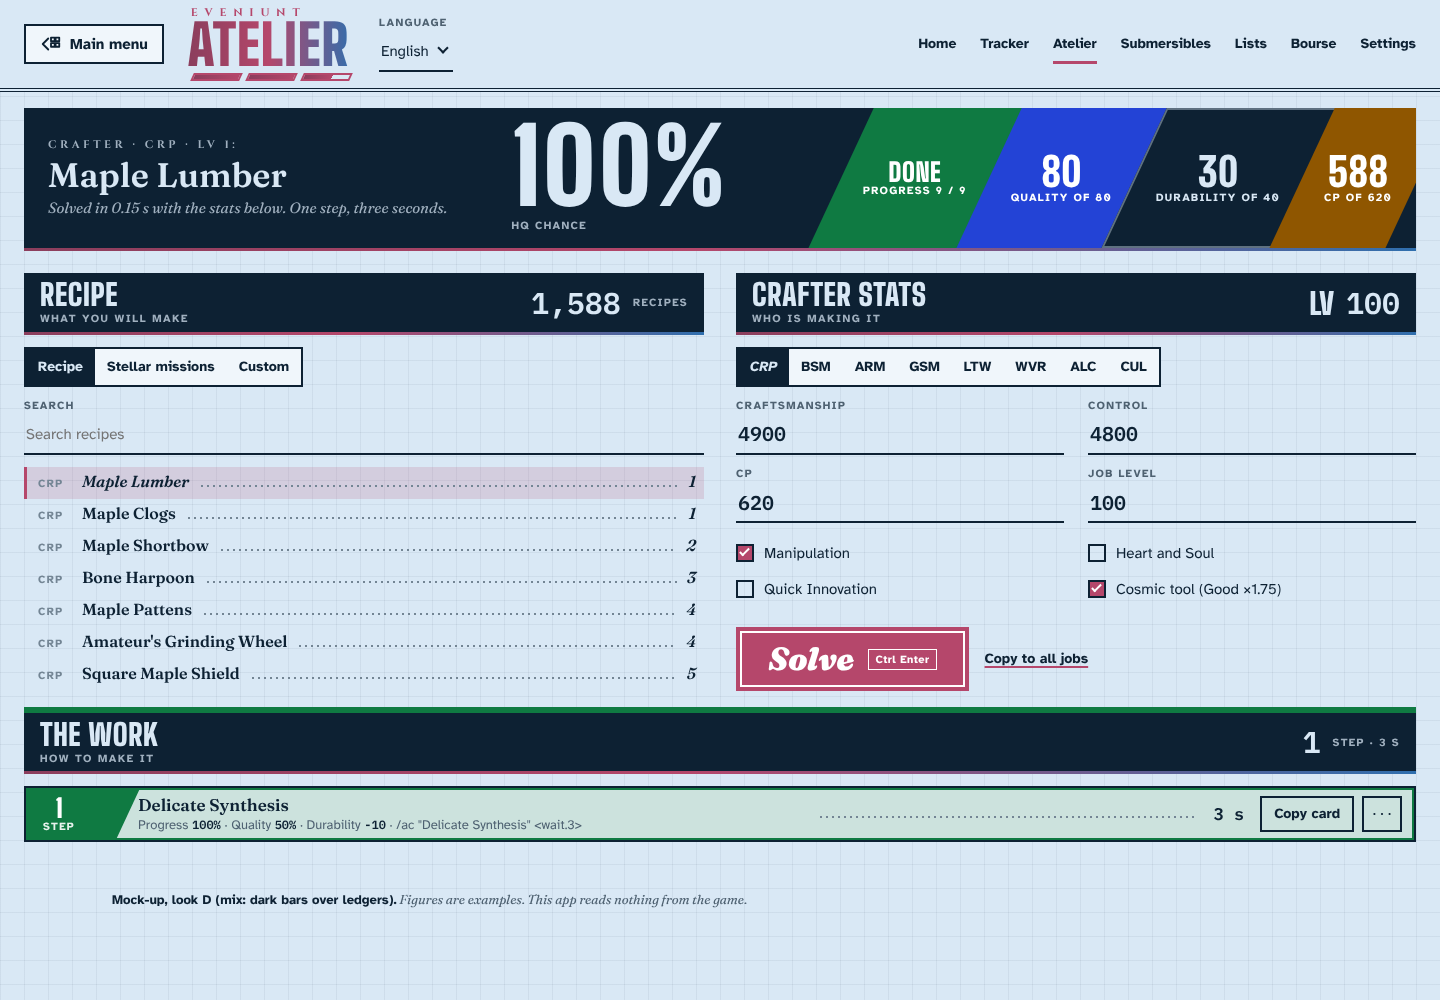 Main menu
EVENIUNT
ATELIER
LANGUAGE
English
Home Tracker Atelier Submersibles Lists Bourse Settings
CRAFTER · CRP · LV 1:
Maple Lumber
Solved in 0.15 s with the stats below. One step, three seconds.
100%
HQ CHANCE
DONE
PROGRESS 9 / 9
80
QUALITY OF 80
30
DURABILITY OF 40
588
CP OF 620
RECIPE
WHAT YOU WILL MAKE
1,588 RECIPES
Recipe Stellar missions Custom
SEARCH
Search recipes
CRP Maple Lumber 1
CRP Maple Clogs 1
CRP Maple Shortbow 2
CRP Bone Harpoon 3
CRP Maple Pattens 4
CRP Amateur's Grinding Wheel 4
CRP Square Maple Shield 5
CRAFTER STATS
WHO IS MAKING IT
LV 100
CRP BSM ARM GSM LTW WVR ALC CUL
CRAFTSMANSHIP
4900
CONTROL
4800
CP
620
JOB LEVEL
100
Manipulation
Heart and Soul
Quick Innovation
Cosmic tool (Good ×1.75)
Solve Ctrl Enter
Copy to all jobs
THE WORK
HOW TO MAKE IT
1 STEP · 3 S
1
STEP
Delicate Synthesis
Progress 100% · Quality 50% · Durability -10 · /ac "Delicate Synthesis" <wait.3>
3 s
Copy card
...
Mock-up, look D (mix: dark bars over ledgers). Figures are examples. This app reads nothing from the game.